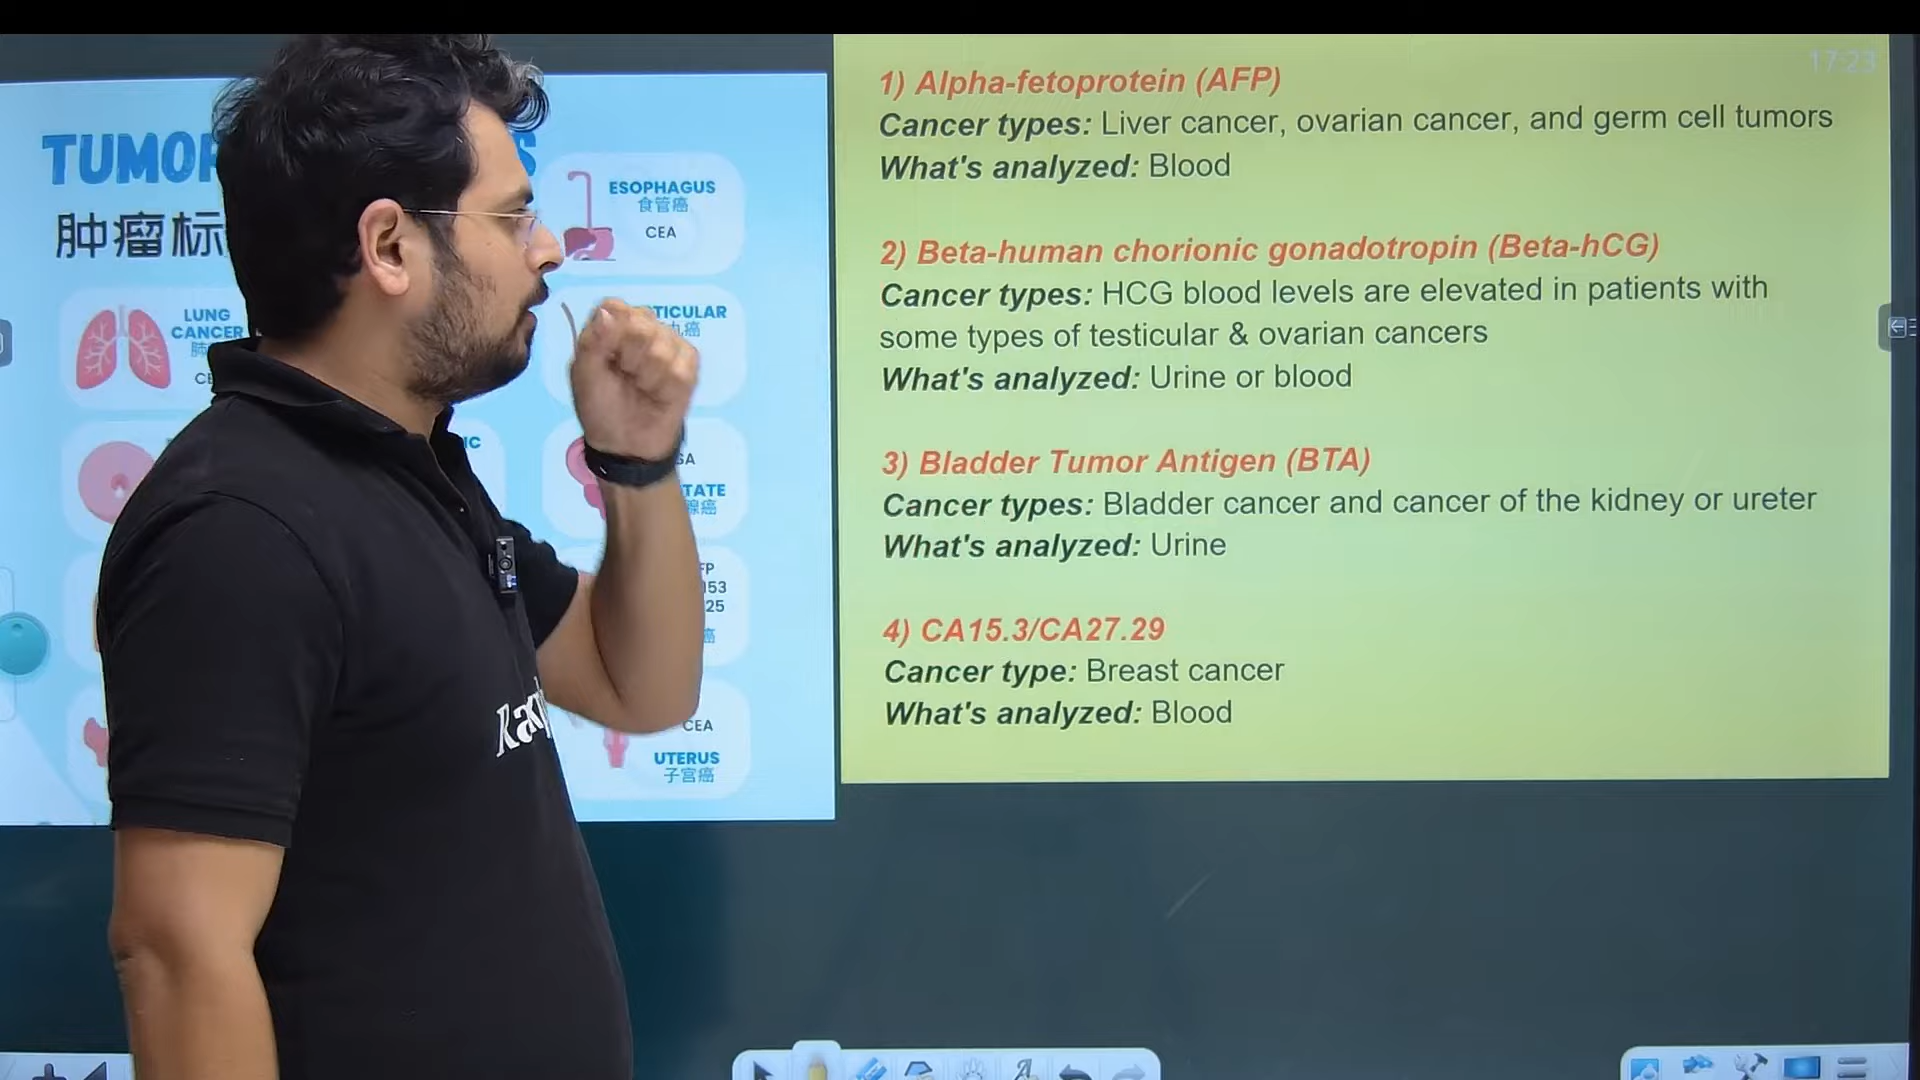 肿瘤标
ESOPHAGUS
食管癌
CEA
LUNG
CANCER
UTERUS
子宫癌
CEA
17:23
1) Alpha-fetoprotein (AFP)
Cancer types: Liver cancer, ovarian cancer, and germ cell tumors
What's analyzed: Blood
2) Beta-human chorionic gonadotropin (Beta-hCG)
Cancer types: HCG blood levels are elevated in patients with
some types of testicular & ovarian cancers
What's analyzed: Urine or blood
3) Bladder Tumor Antigen (BTA)
Cancer types: Bladder cancer and cancer of the kidney or ureter
What's analyzed: Urine
4) CA15.3/CA27.29
Cancer type: Breast cancer
What's analyzed: Blood